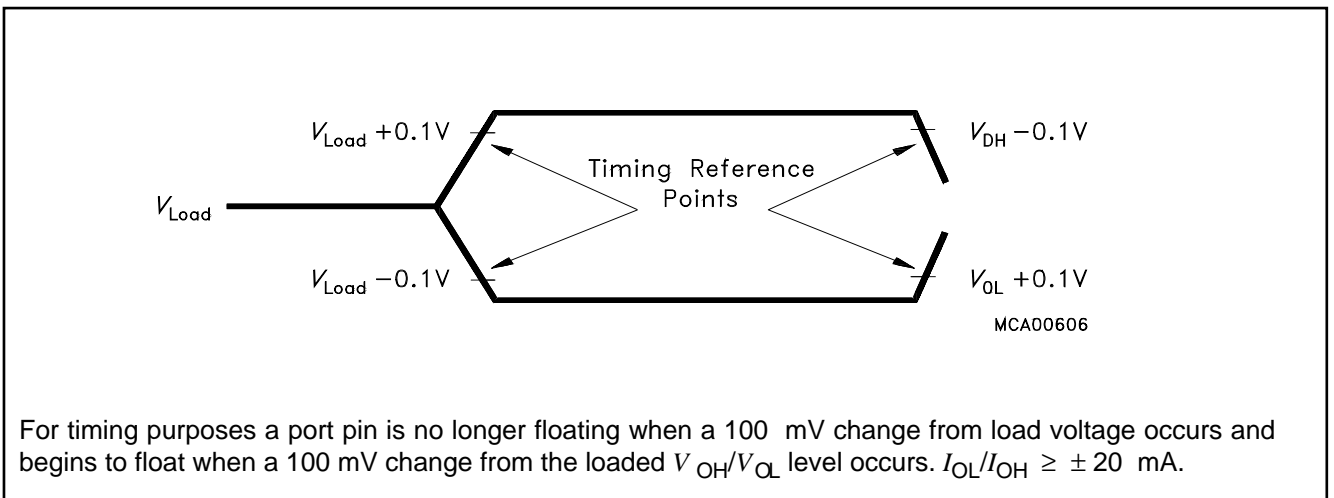 V_Load +0.1V
V_DH −0.1V
Timing Reference
Points
V_Load
V_Load −0.1V
V_OL +0.1V
MCA00606
For timing purposes a port pin is no longer floating when a 100 mV change from load voltage occurs and
begins to float when a 100 mV change from the loaded V_OH/V_OL level occurs. I_OL/I_OH ≥ ± 20 mA.